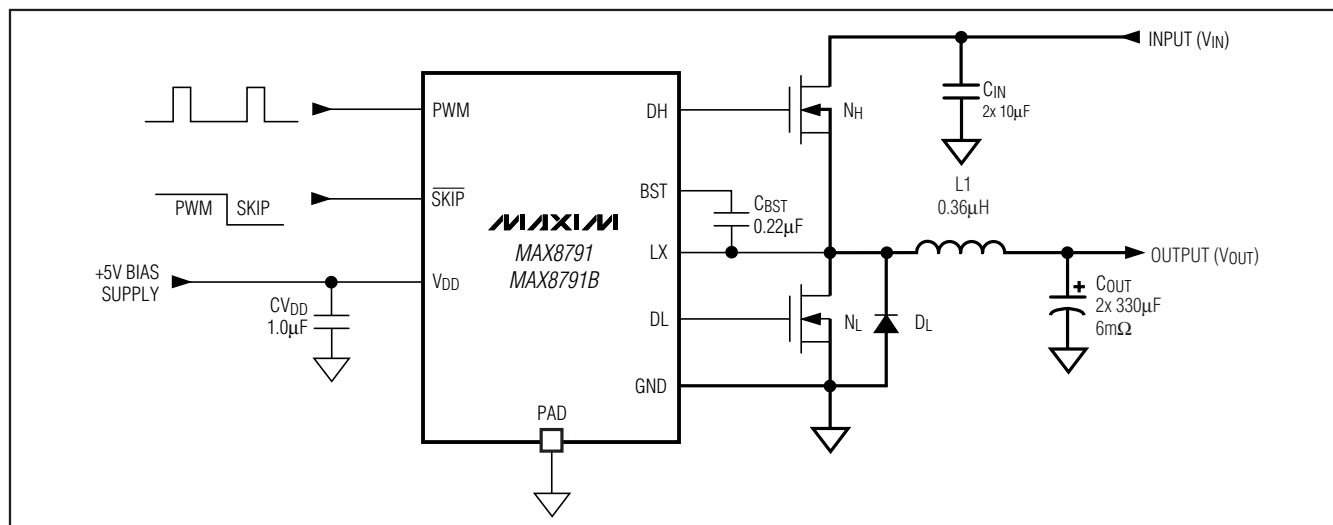 INPUT (VIN)
CIN
2x 10µF
PWM
DH
NH
L1
0.36µH
BST
CBST
0.22µF
PWM SKIP
SKIP
MAXIM
MAX8791
MAX8791B
LX
OUTPUT (VOUT)
+5V BIAS
SUPPLY
VDD
CVDD
1.0µF
DL
NL
DL
COUT
2x 330µF
6mΩ
+
GND
PAD